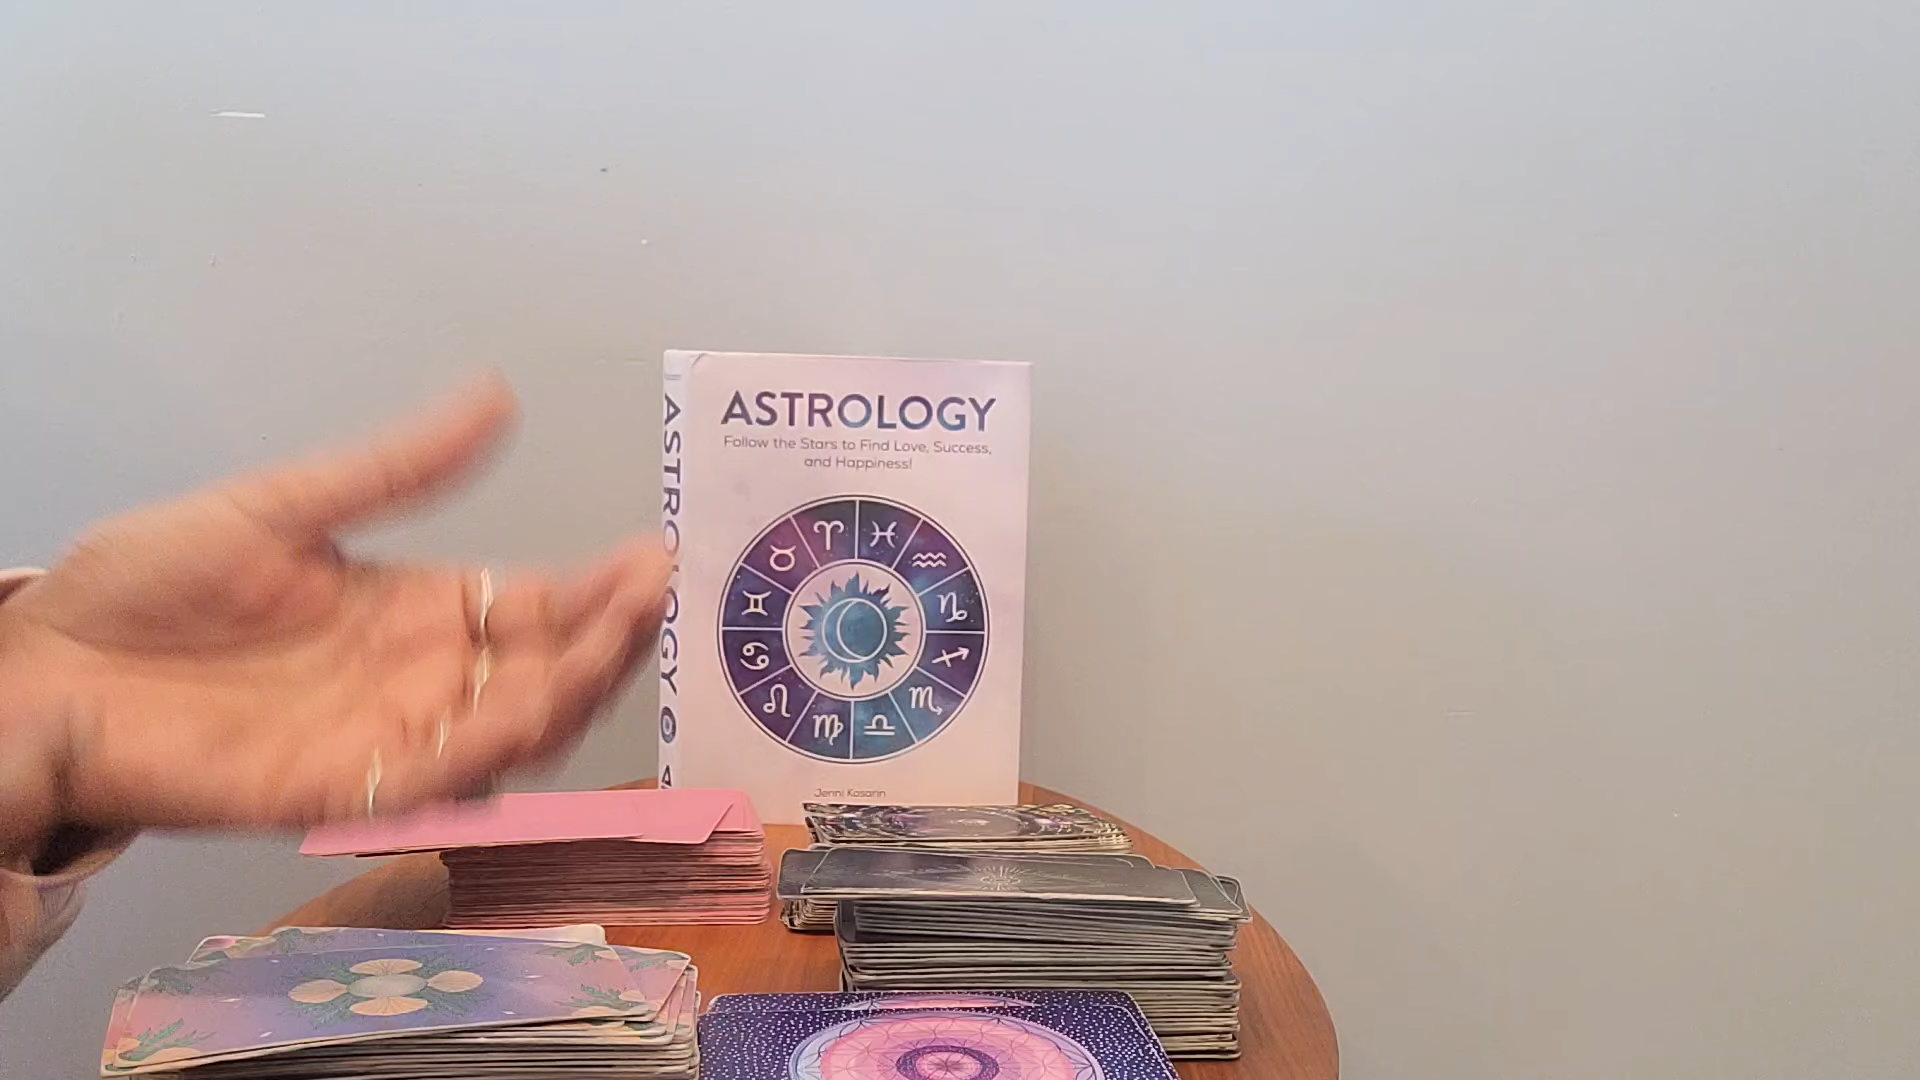 ASTROLOGY
ASTROLOGY
Follow the Stars to Find Love, Success,
and Happiness!
Jenni Kosarin